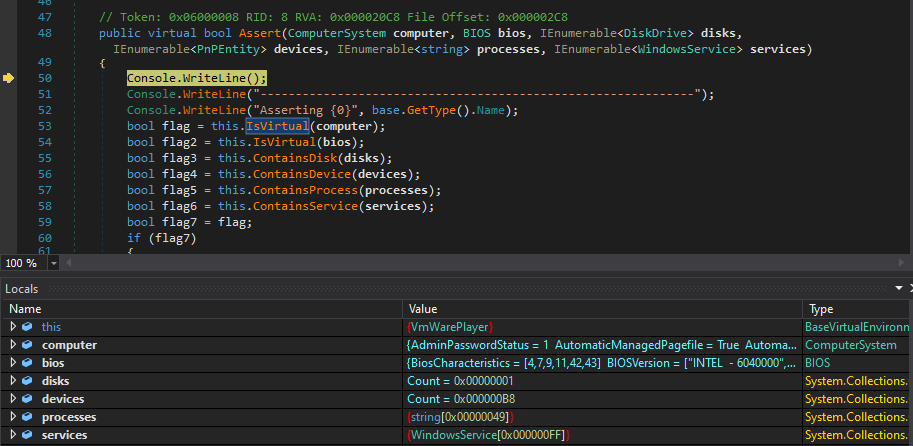 46
47 // Token: 0x06000008 RID: 8 RVA: 0x000020C8 File Offset: 0x000002C8
48 public virtual bool Assert(ComputerSystem computer, BIOS bios, IEnumerable<DiskDrive> disks,
IEnumerable<PnPEntity> devices, IEnumerable<string> processes, IEnumerable<WindowsService> services)
49 {
50 Console.WriteLine();
51 Console.WriteLine("--------------------------------------------------------------");
52 Console.WriteLine("Asserting {0}", base.GetType().Name);
53 bool flag = this.IsVirtual(computer);
54 bool flag2 = this.IsVirtual(bios);
55 bool flag3 = this.ContainsDisk(disks);
56 bool flag4 = this.ContainsDevice(devices);
57 bool flag5 = this.ContainsProcess(processes);
58 bool flag6 = this.ContainsService(services);
59 bool flag7 = flag;
60 if (flag7)
61 {
100 %
Locals
Name Value Type
this {VmWarePlayer} BaseVirtualEnvironn
computer {AdminPasswordStatus = 1 AutomaticManagedPagefile = True Automa... ComputerSystem
bios {BiosCharacteristics = [4,7,9,11,42,43] BIOSVersion = ["INTEL - 6040000",... BIOS
disks Count = 0x00000001 System.Collections.
devices Count = 0x000000B8 System.Collections.
processes {string[0x00000049]} System.Collections.
services {WindowsService[0x000000FF]} System.Collections.